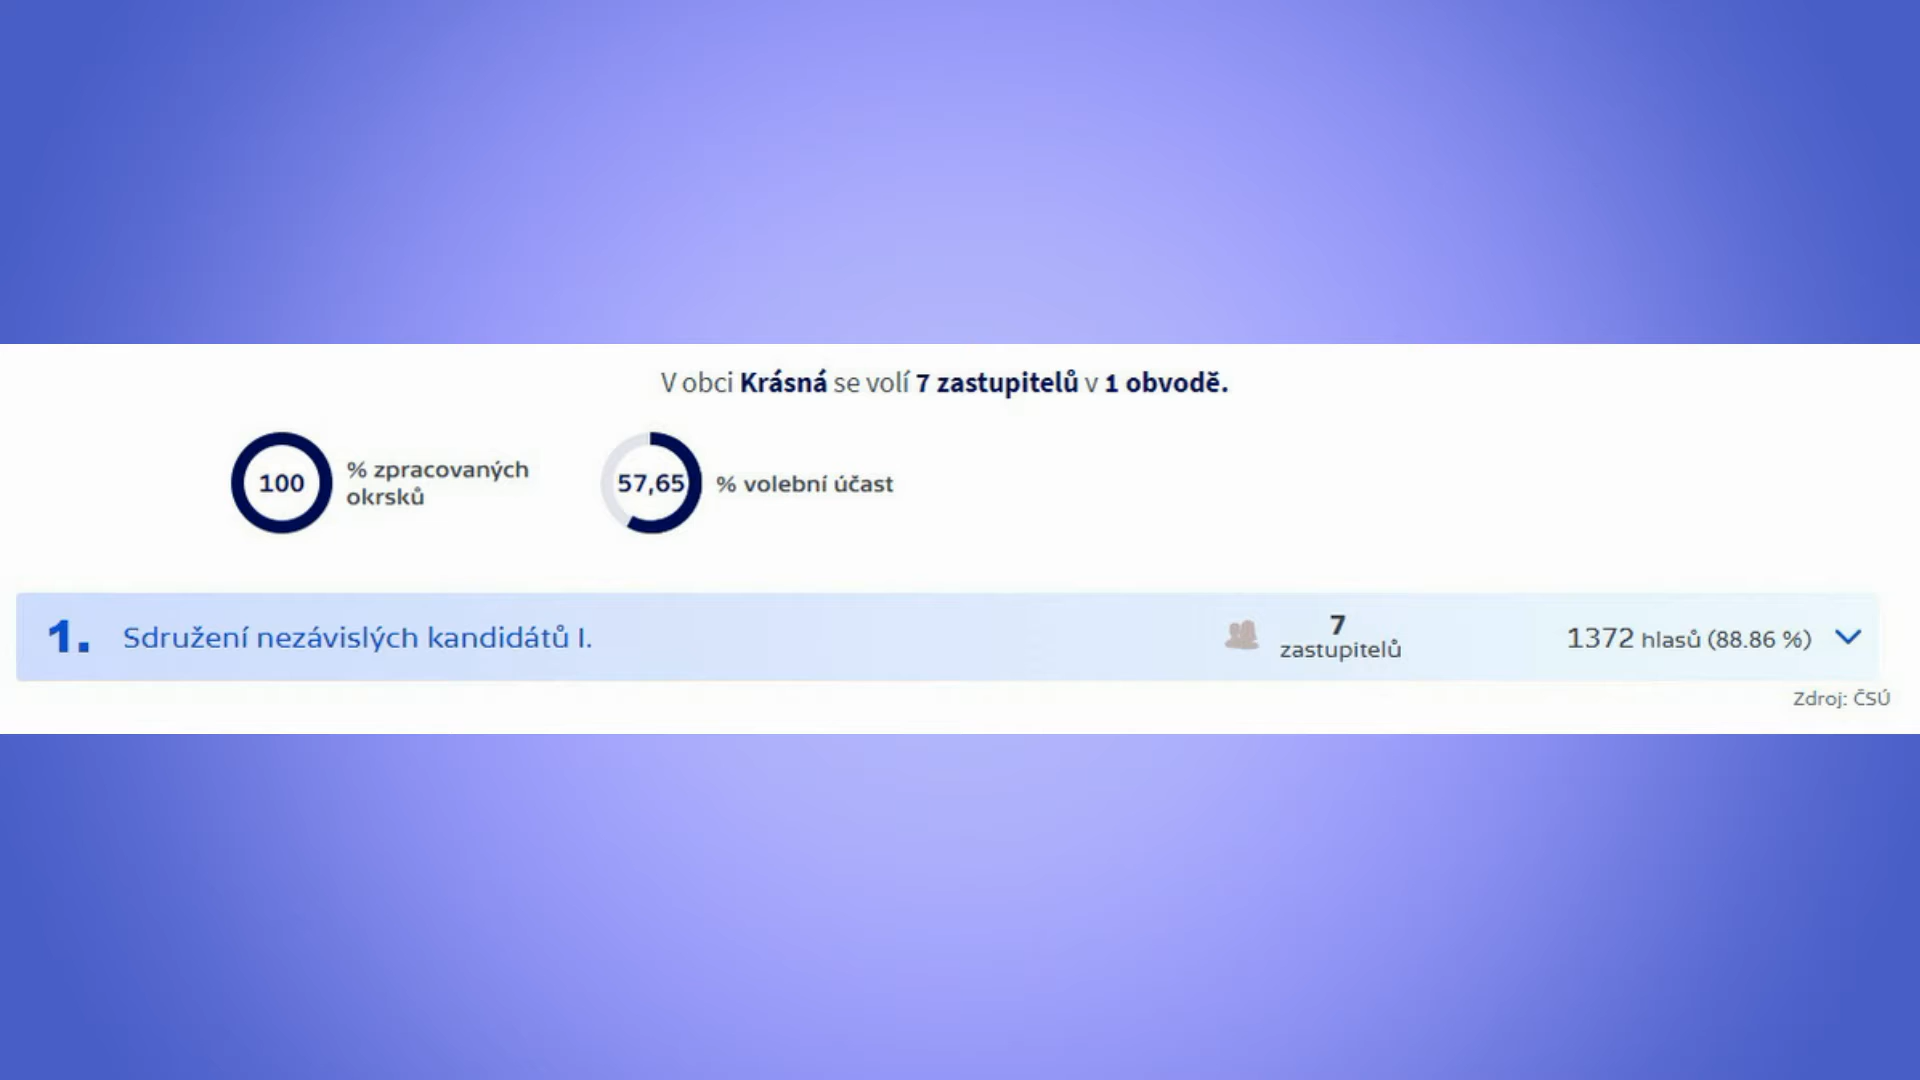 V obci Krásná se volí 7 zastupitelů v 1 obvodě.
100
% zpracovaných
okrsků
57,65
% volební účast
1. Sdružení nezávislých kandidátů I.
7
zastupitelů
1372 hlasů (88.86 %)
Zdroj: ČSÚ